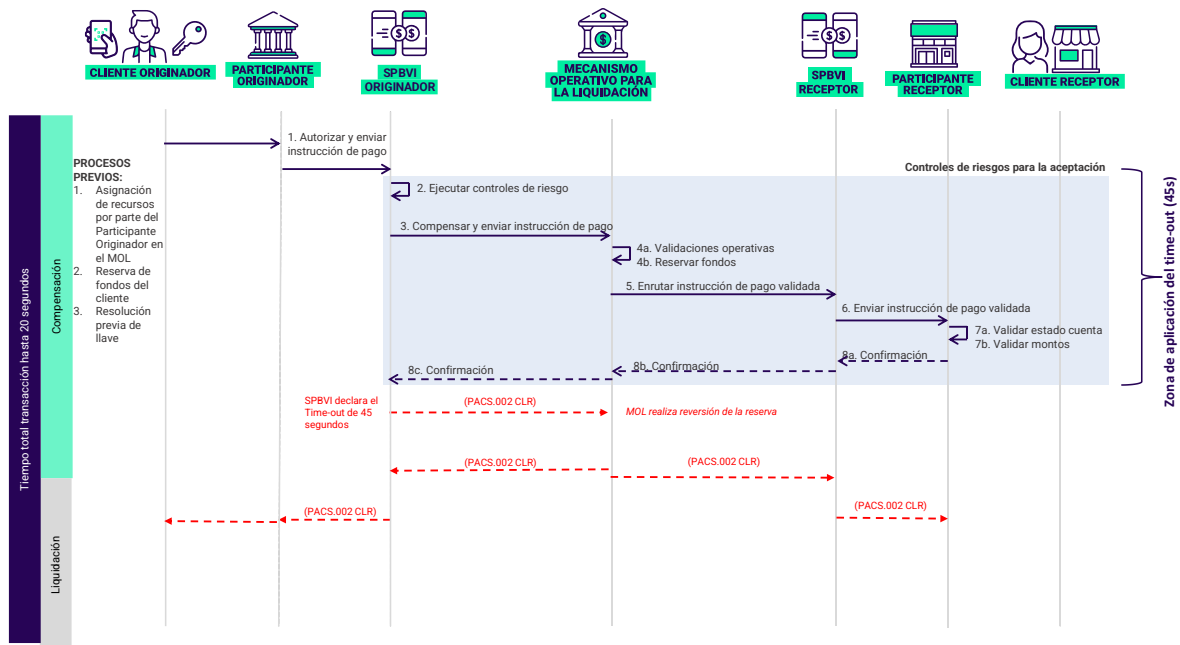 CLIENTE ORIGINADOR
PARTICIPANTE
ORIGINADOR
SPBVI
ORIGINADOR
MECANISMO
OPERATIVO PARA
LA LIQUIDACIÓN
SPBVI
RECEPTOR
PARTICIPANTE
RECEPTOR
CLIENTE RECEPTOR
Tiempo total transacción hasta 20 segundos
Compensación
Liquidación
PROCESOS
PREVIOS:
1. Asignación
de recursos
por parte del
Participante
Originador en
el MOL
2. Reserva de
fondos del
cliente
3. Resolución
previa de
llave
1. Autorizar y enviar
instrucción de pago
Controles de riesgos para la aceptación
2. Ejecutar controles de riesgo
3. Compensar y enviar instrucción de pago
4a. Validaciones operativas
4b. Reservar fondos
5. Enrutar instrucción de pago validada
6. Enviar instrucción de pago validada
7a. Validar estado cuenta
7b. Validar montos
8a. Confirmación
8b. Confirmación
8c. Confirmación
Zona de aplicación del time-out (45s)
SPBVI declara el
Time-out de 45
segundos
(PACS.002 CLR)
MOL realiza reversión de la reserva
(PACS.002 CLR)
(PACS.002 CLR)
(PACS.002 CLR)
(PACS.002 CLR)